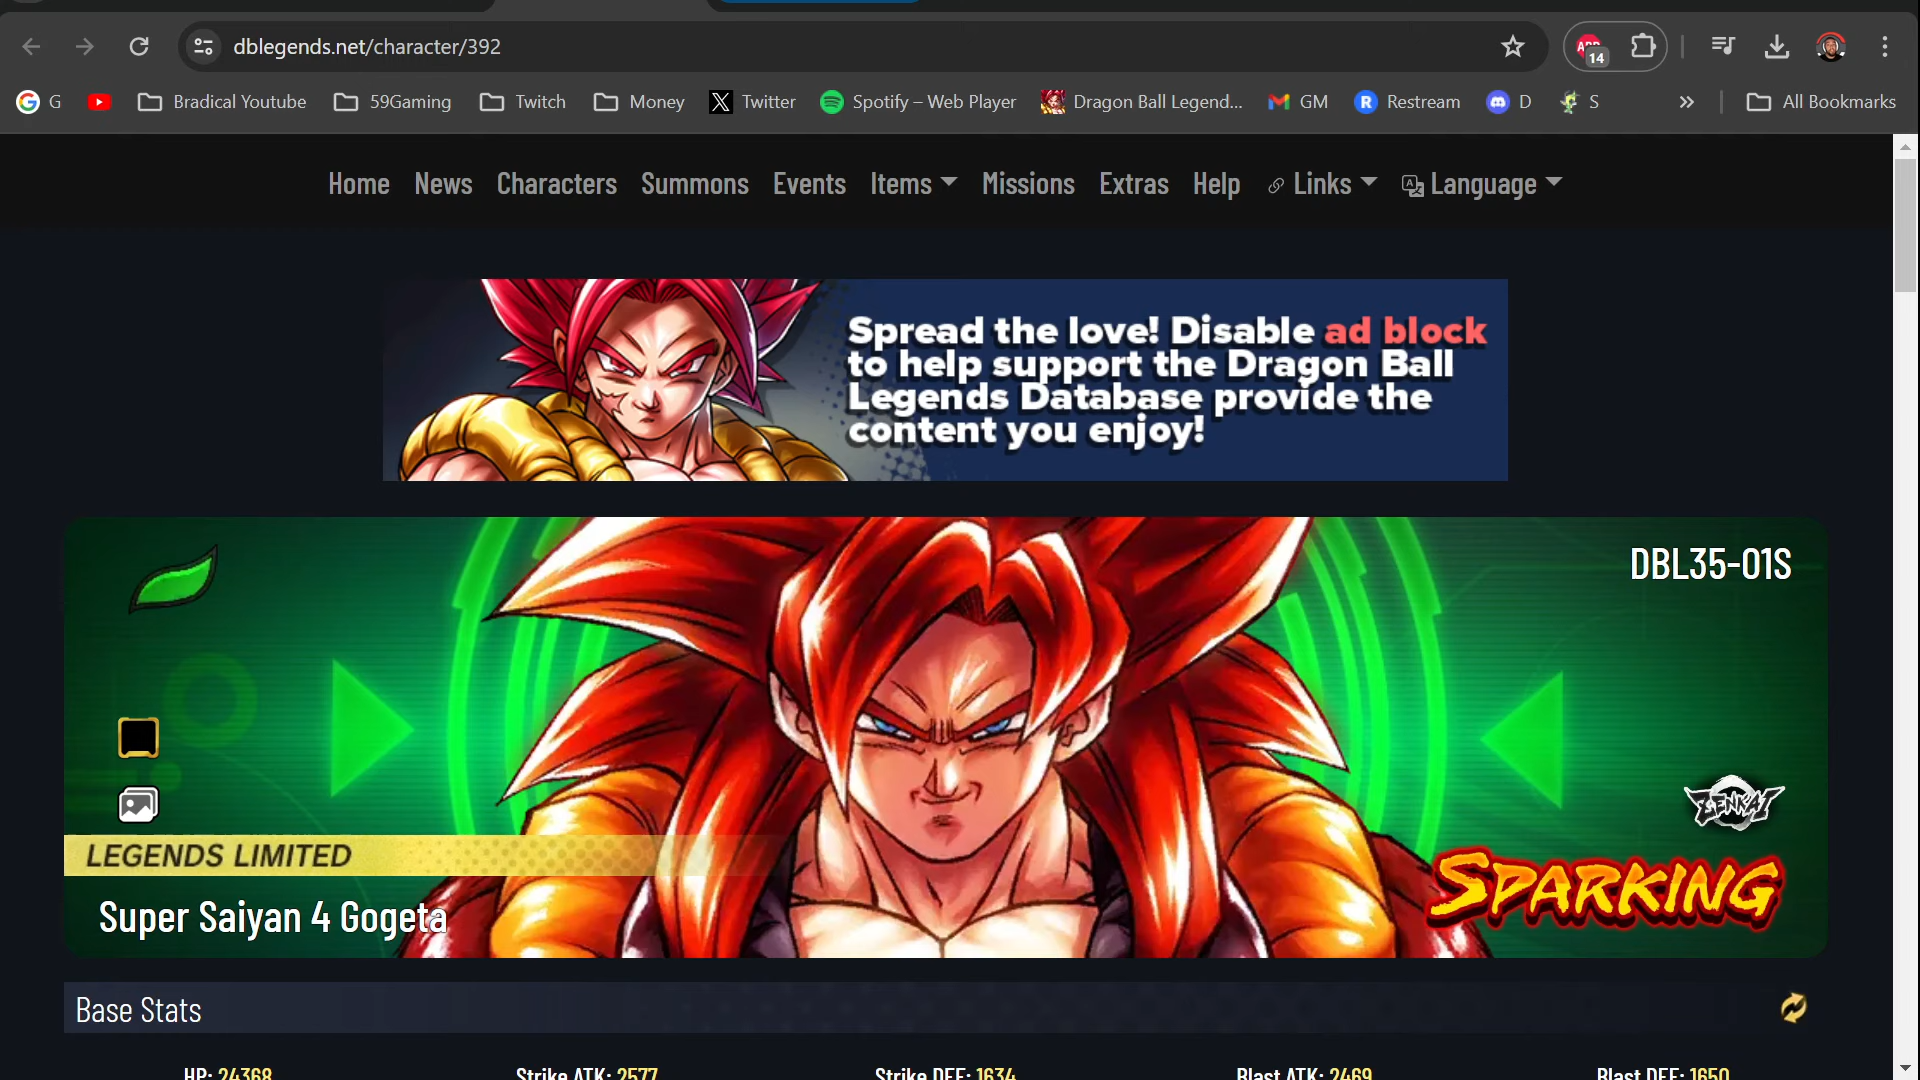 dblegends.net/character/392
ABP
14
G
Bradical Youtube
59Gaming
Twitch
Money
Twitter
Spotify – Web Player
Dragon Ball Legend...
GM
R
Restream
D
S
All Bookmarks
Home
News
Characters
Summons
Events
Items
Missions
Extras
Help
Links
Language
Spread the love! Disable ad block
to help support the Dragon Ball
Legends Database provide the
content you enjoy!
DBL35-01S
ZENKAI
LEGENDS LIMITED
SPARKING
Super Saiyan 4 Gogeta
Base Stats
HP: 24368
Strike ATK: 2577
Strike DEF: 1634
Blast ATK: 2469
Blast DEF: 1650